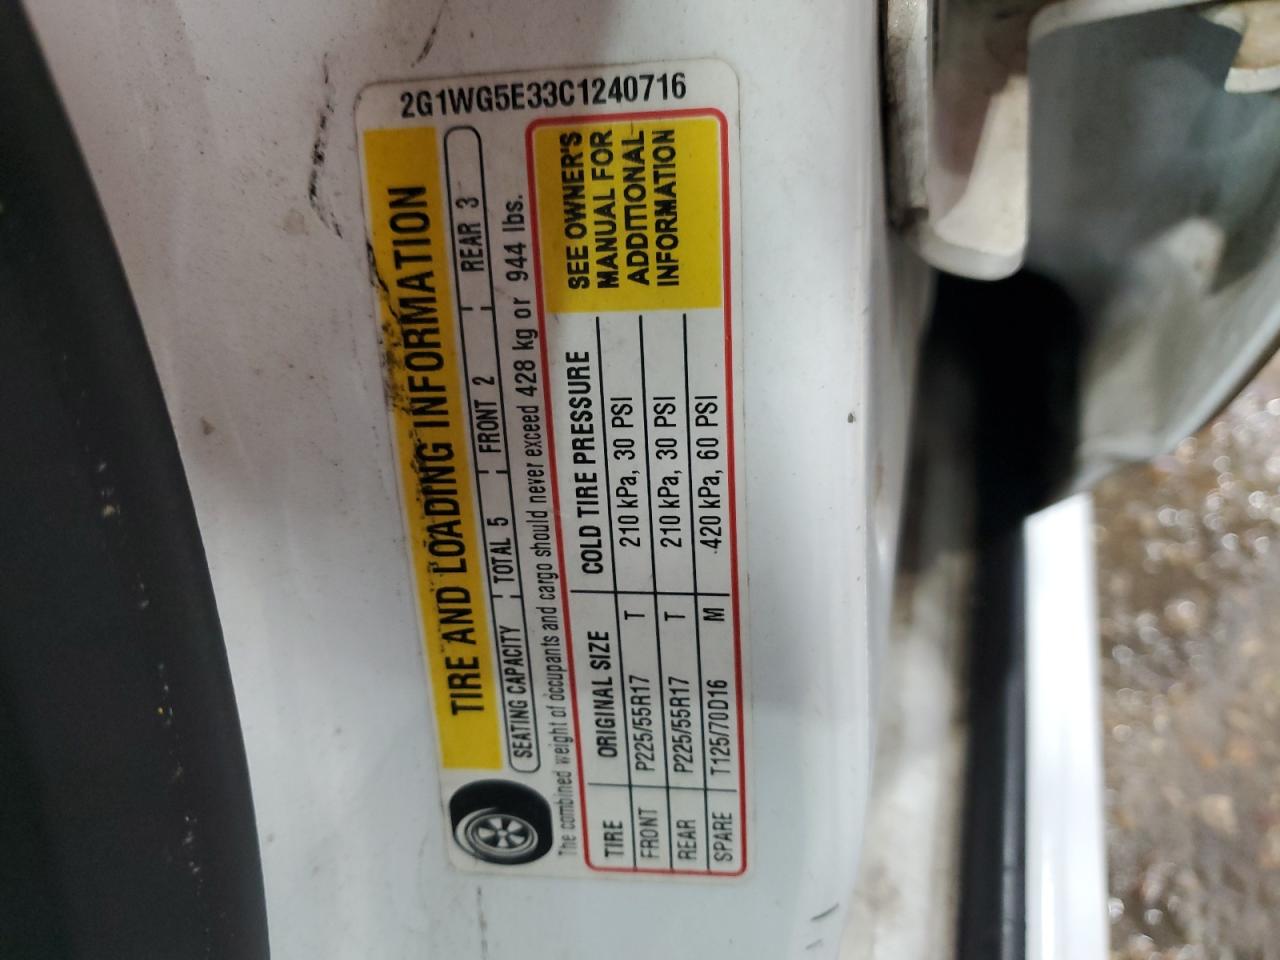 2G1WG5E33C1240716
TIRE AND LOADING INFORMATION
SEATING CAPACITY TOTAL 5 FRONT 2 REAR 3
The combined weight of occupants and cargo should never exceed 428 kg or 944 lbs.
TIRE ORIGINAL SIZE COLD TIRE PRESSURE
FRONT P225/55R17 T 210 kPa, 30 PSI
REAR P225/55R17 T 210 kPa, 30 PSI
SPARE T125/70D16 M 420 kPa, 60 PSI
SEE OWNER'S
MANUAL FOR
ADDITIONAL
INFORMATION